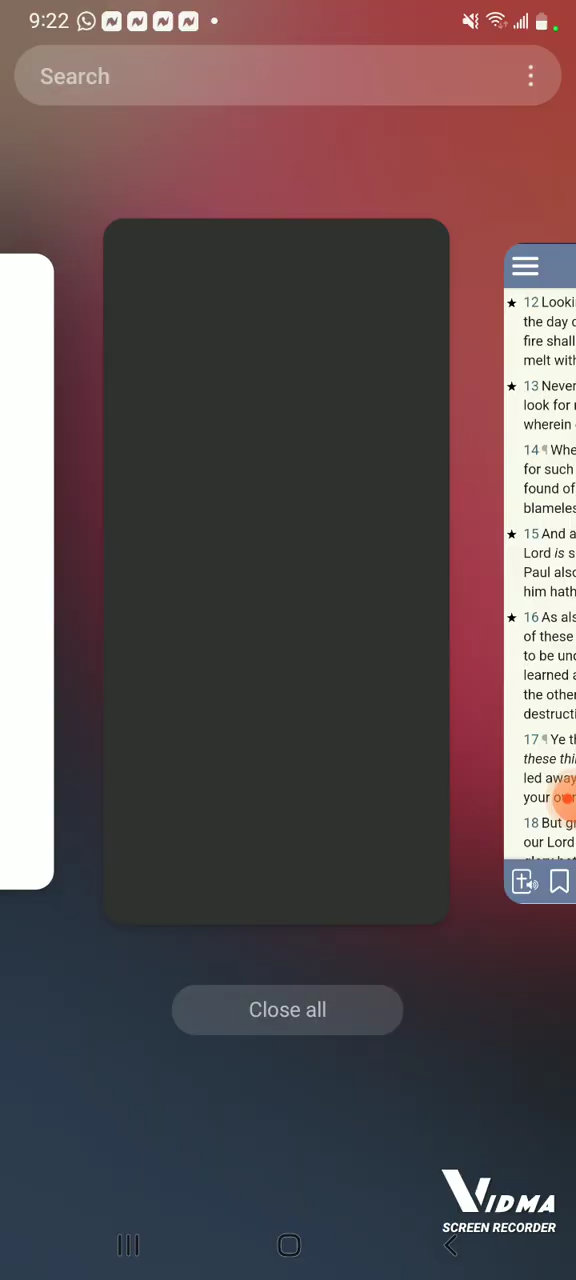 9:22
Search
★ 12 Looki
the day o
fire shall
melt with
★ 13 Never
look for
wherein
14 ¶ Whe
for such
found of
blameles
★ 15 And a
Lord is s
Paul also
him hath
★ 16 As als
of these
to be und
learned a
the other
destructi
17 ¶ Ye th
these thi
led away
your own
18 But gr
our Lord
Close all
VIDMA
SCREEN RECORDER